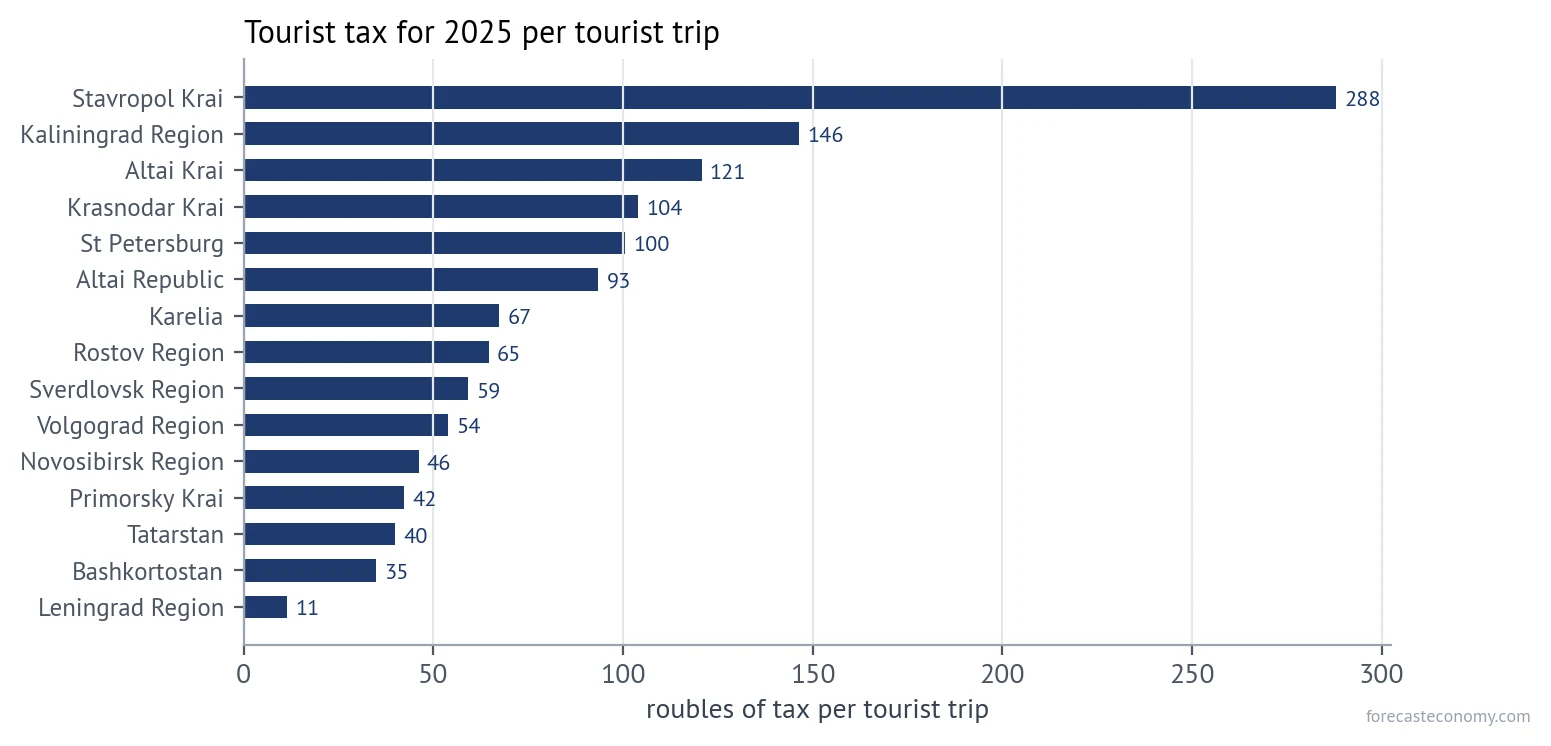 Tourist tax for 2025 per tourist trip
Stavropol Krai 288
Kaliningrad Region 146
Altai Krai 121
Krasnodar Krai 104
St Petersburg 100
Altai Republic 93
Karelia 67
Rostov Region 65
Sverdlovsk Region 59
Volgograd Region 54
Novosibirsk Region 46
Primorsky Krai 42
Tatarstan 40
Bashkortostan 35
Leningrad Region 11
0 50 100 150 200 250 300
roubles of tax per tourist trip
forecasteconomy.com